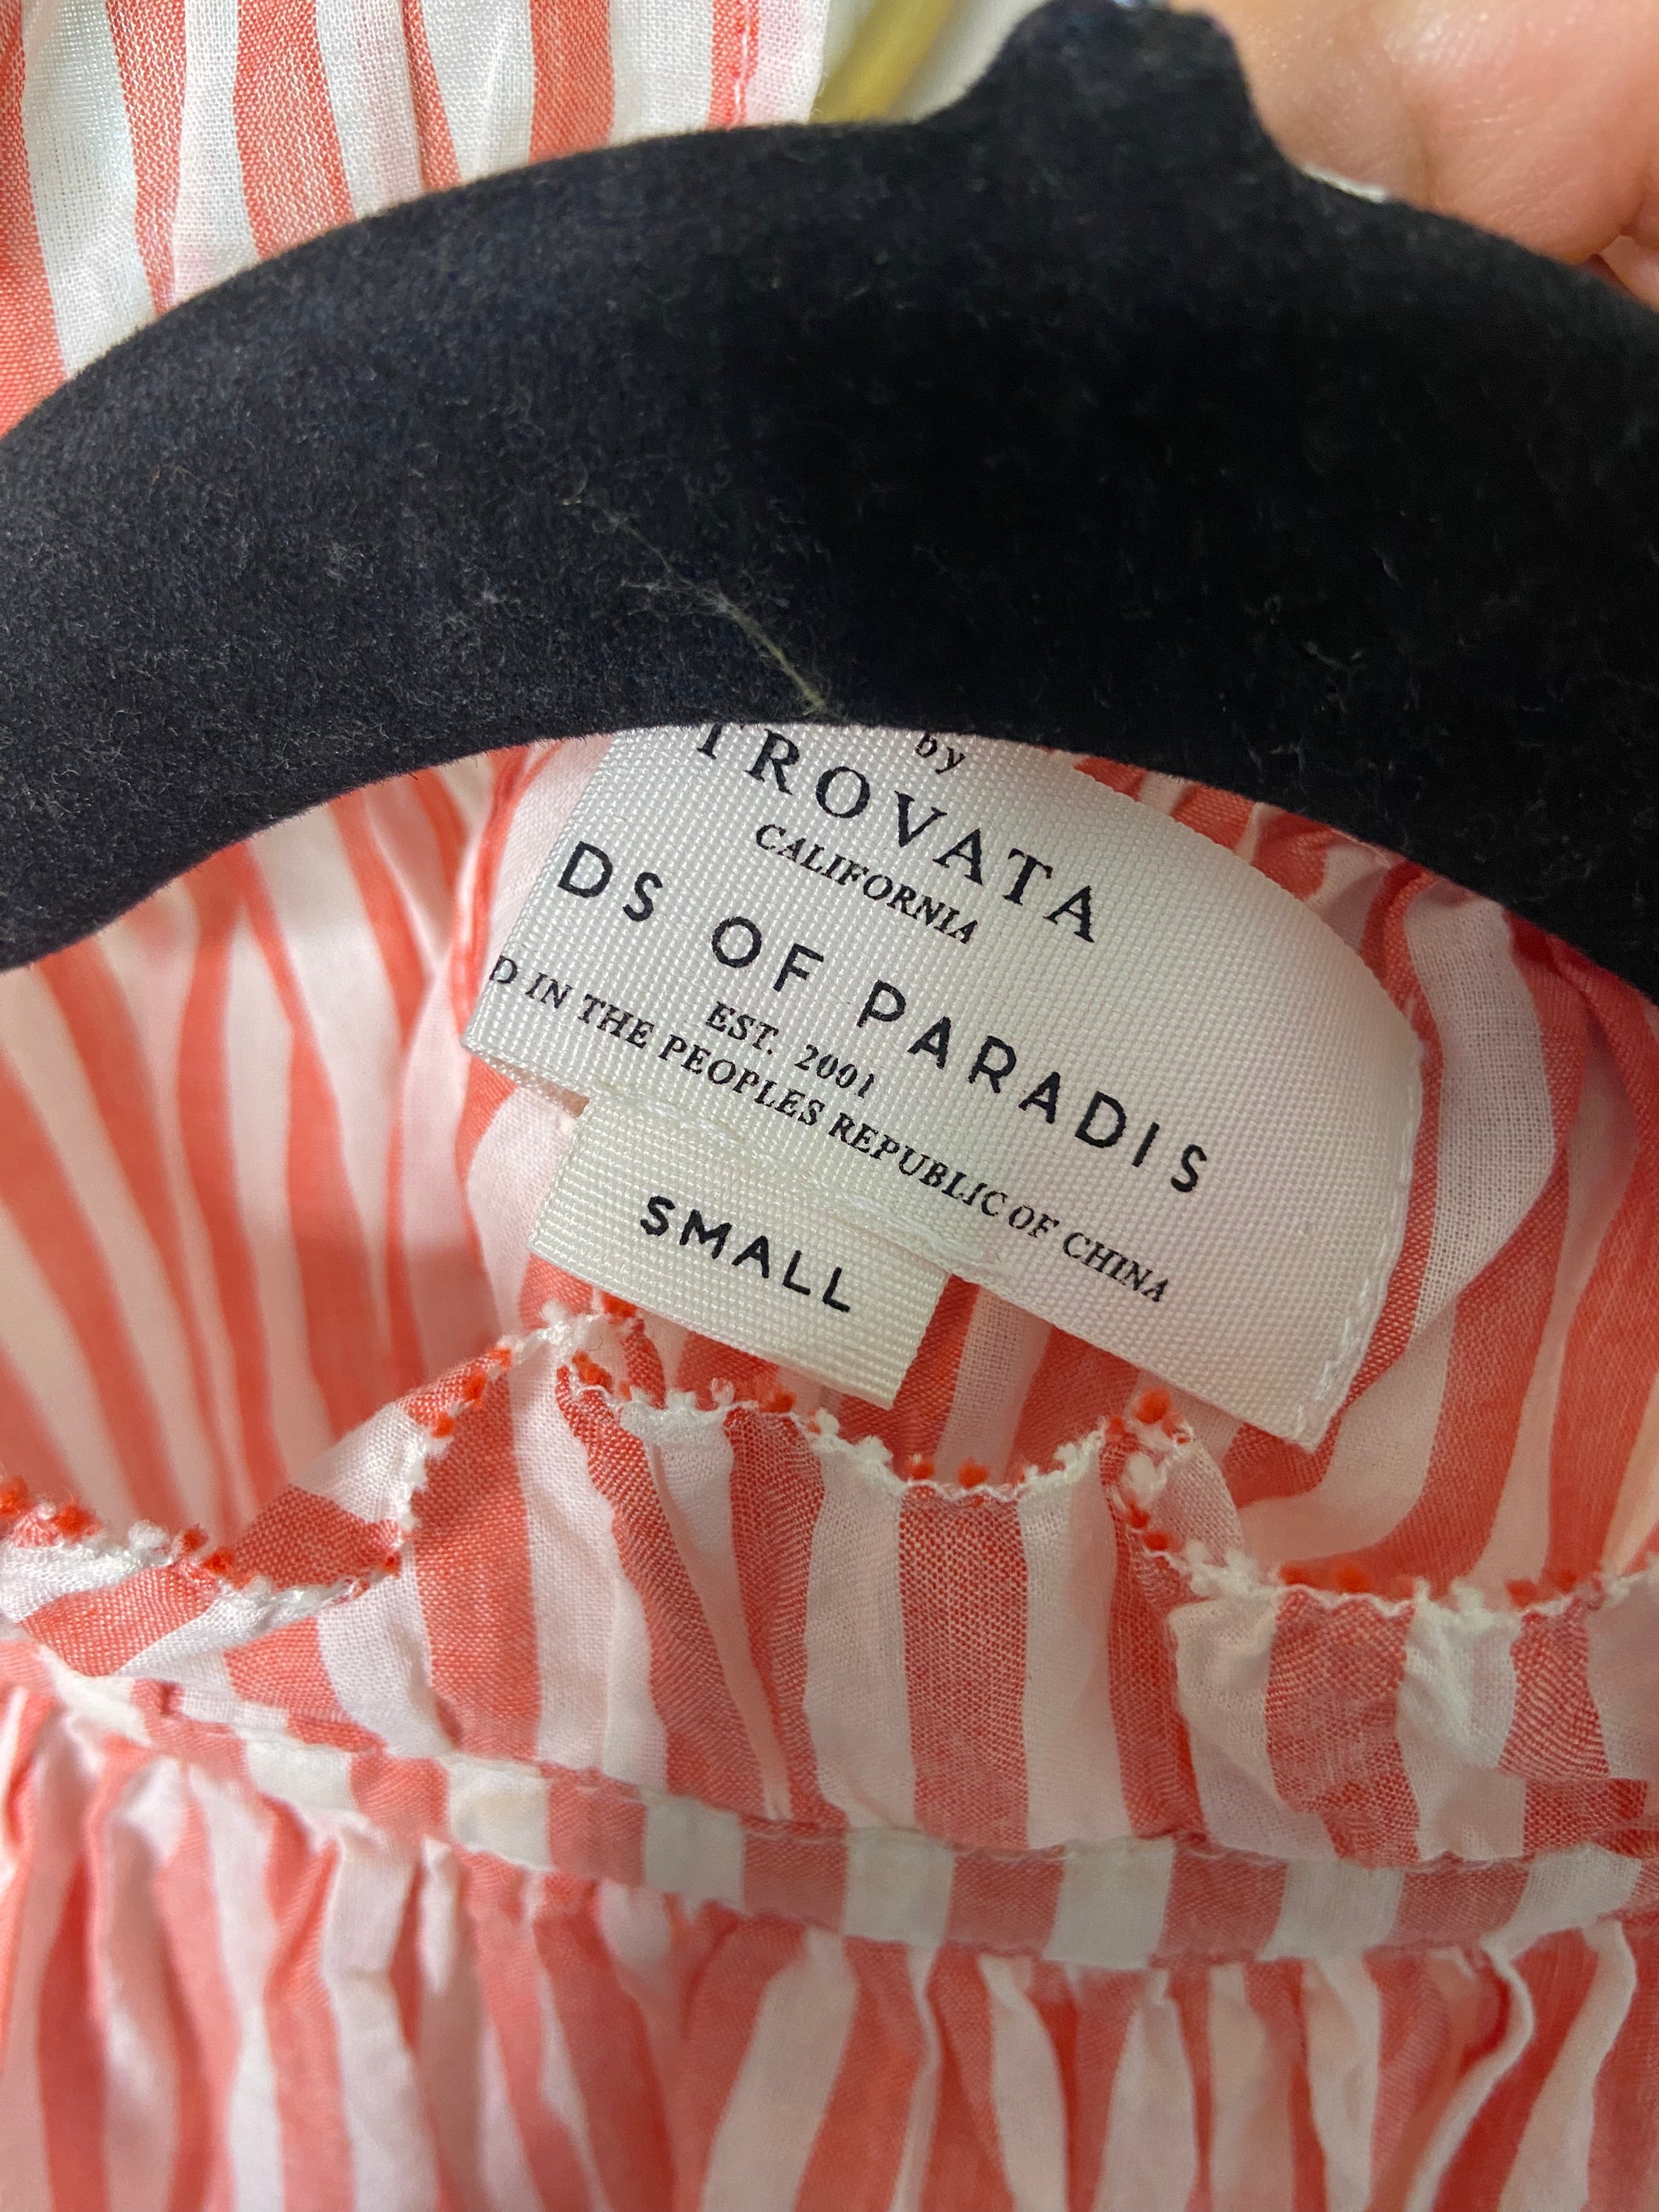 by
TROVATA
CALIFORNIA
DS OF PARADIS
EST. 2001
D IN THE PEOPLES REPUBLIC OF CHINA
SMALL